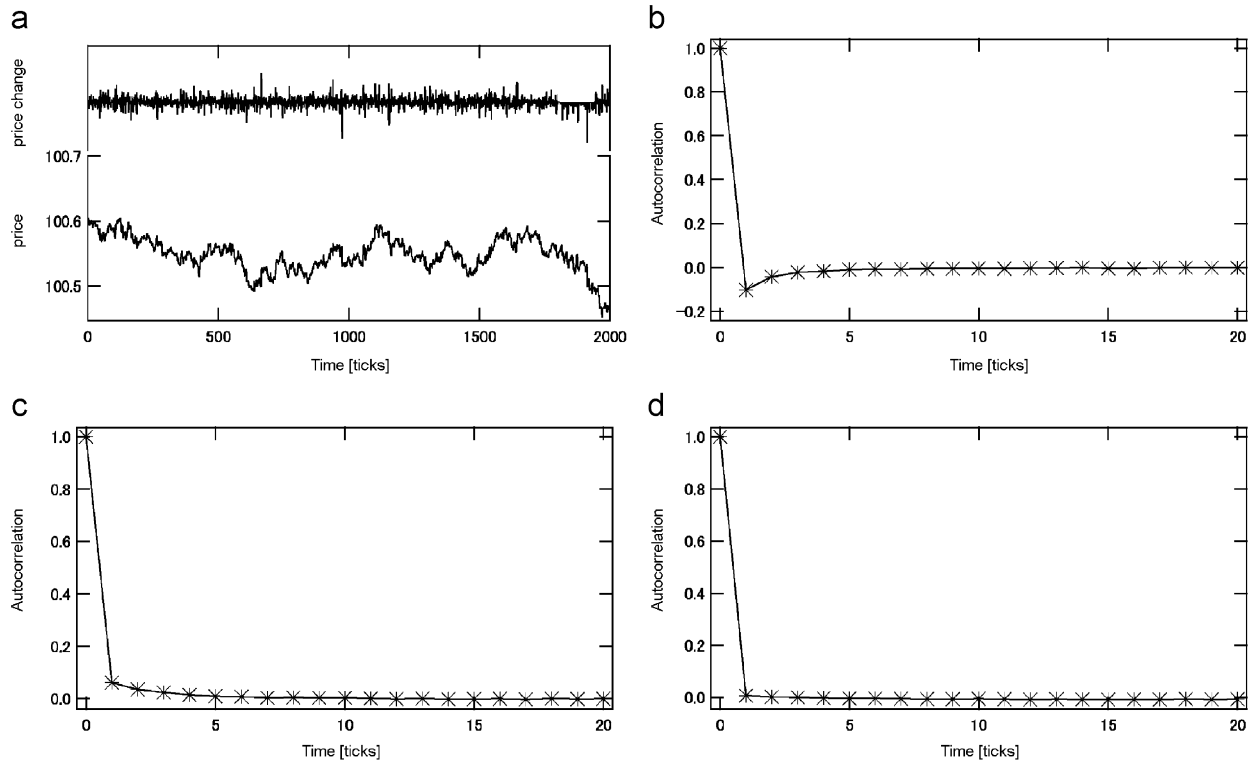 a
price change
100.7
price
100.6
100.5
0 500 1000 1500 2000
Time [ticks]
b
Autocorrelation
1.0
0.8
0.6
0.4
0.2
0.0
−0.2
0 5 10 15 20
Time [ticks]
c
Autocorrelation
1.0
0.8
0.6
0.4
0.2
0.0
0 5 10 15 20
Time [ticks]
d
Autocorrelation
1.0
0.8
0.6
0.4
0.2
0.0
0 5 10 15 20
Time [ticks]